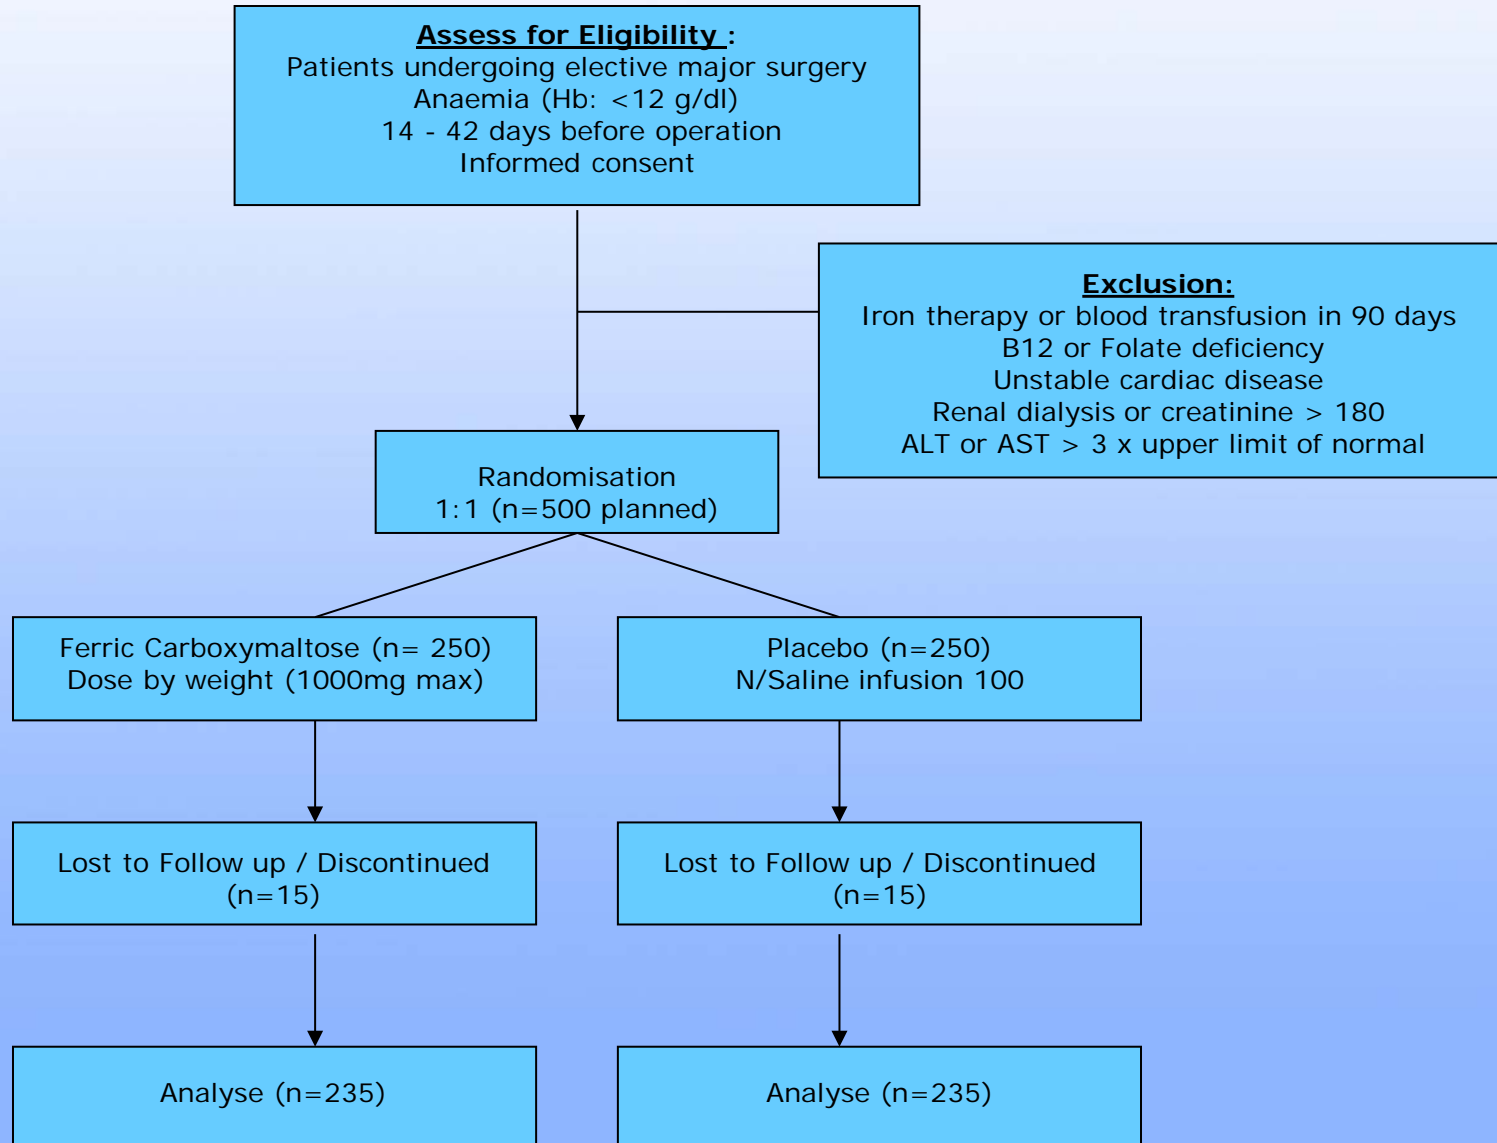 Assess for Eligibility :
Patients undergoing elective major surgery
Anaemia (Hb: <12 g/dl)
14 - 42 days before operation
Informed consent
Exclusion:
Iron therapy or blood transfusion in 90 days
B12 or Folate deficiency
Unstable cardiac disease
Renal dialysis or creatinine > 180
ALT or AST > 3 x upper limit of normal
Randomisation
1:1 (n=500 planned)
Ferric Carboxymaltose (n= 250)
Dose by weight (1000mg max)
Placebo (n=250)
N/Saline infusion 100
Lost to Follow up / Discontinued
(n=15)
Lost to Follow up / Discontinued
(n=15)
Analyse (n=235)
Analyse (n=235)